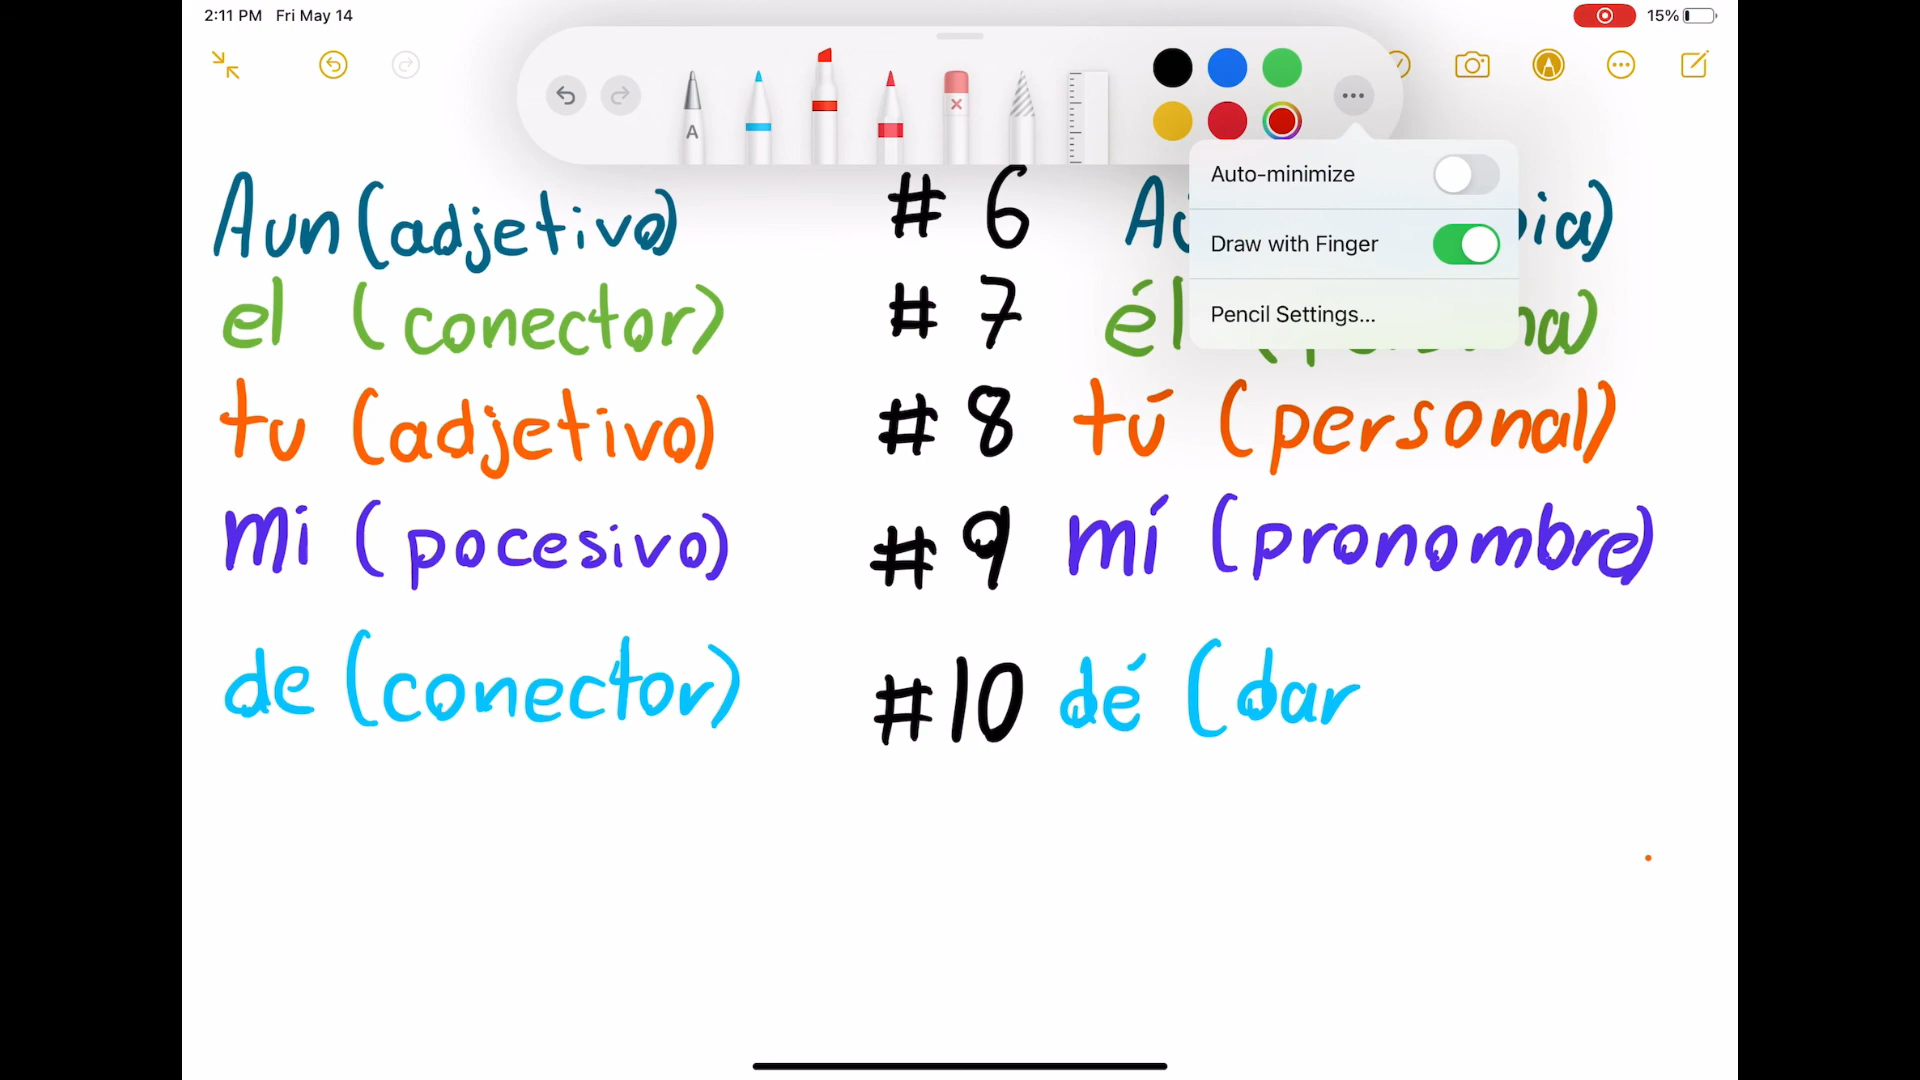 2:11 PM Fri May 14 15%
A
Auto-minimize
Draw with Finger
Pencil Settings...
Aun (adjetivo) # 6
el (conector) # 7 él
tu (adjetivo) # 8 tú (personal)
mi (pocesivo) # 9 mí (pronombre)
de (conector) #10 dé (dar